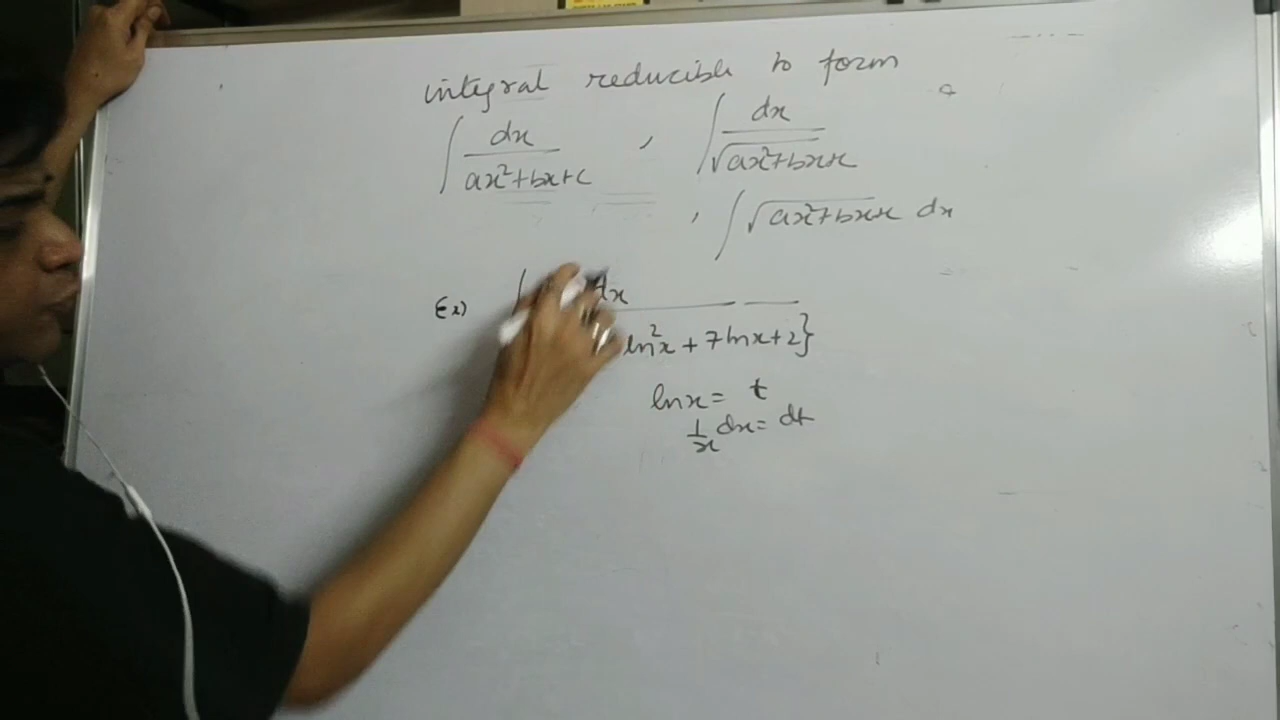 integral reducible to form
∫ dx / ax²+bx+c , ∫ dx / √ax²+bx+c
, ∫ √ax²+bx+c dx
Ex) ∫ dx
ln²x + 7lnx+2}
lnx = t
1/x dx = dt